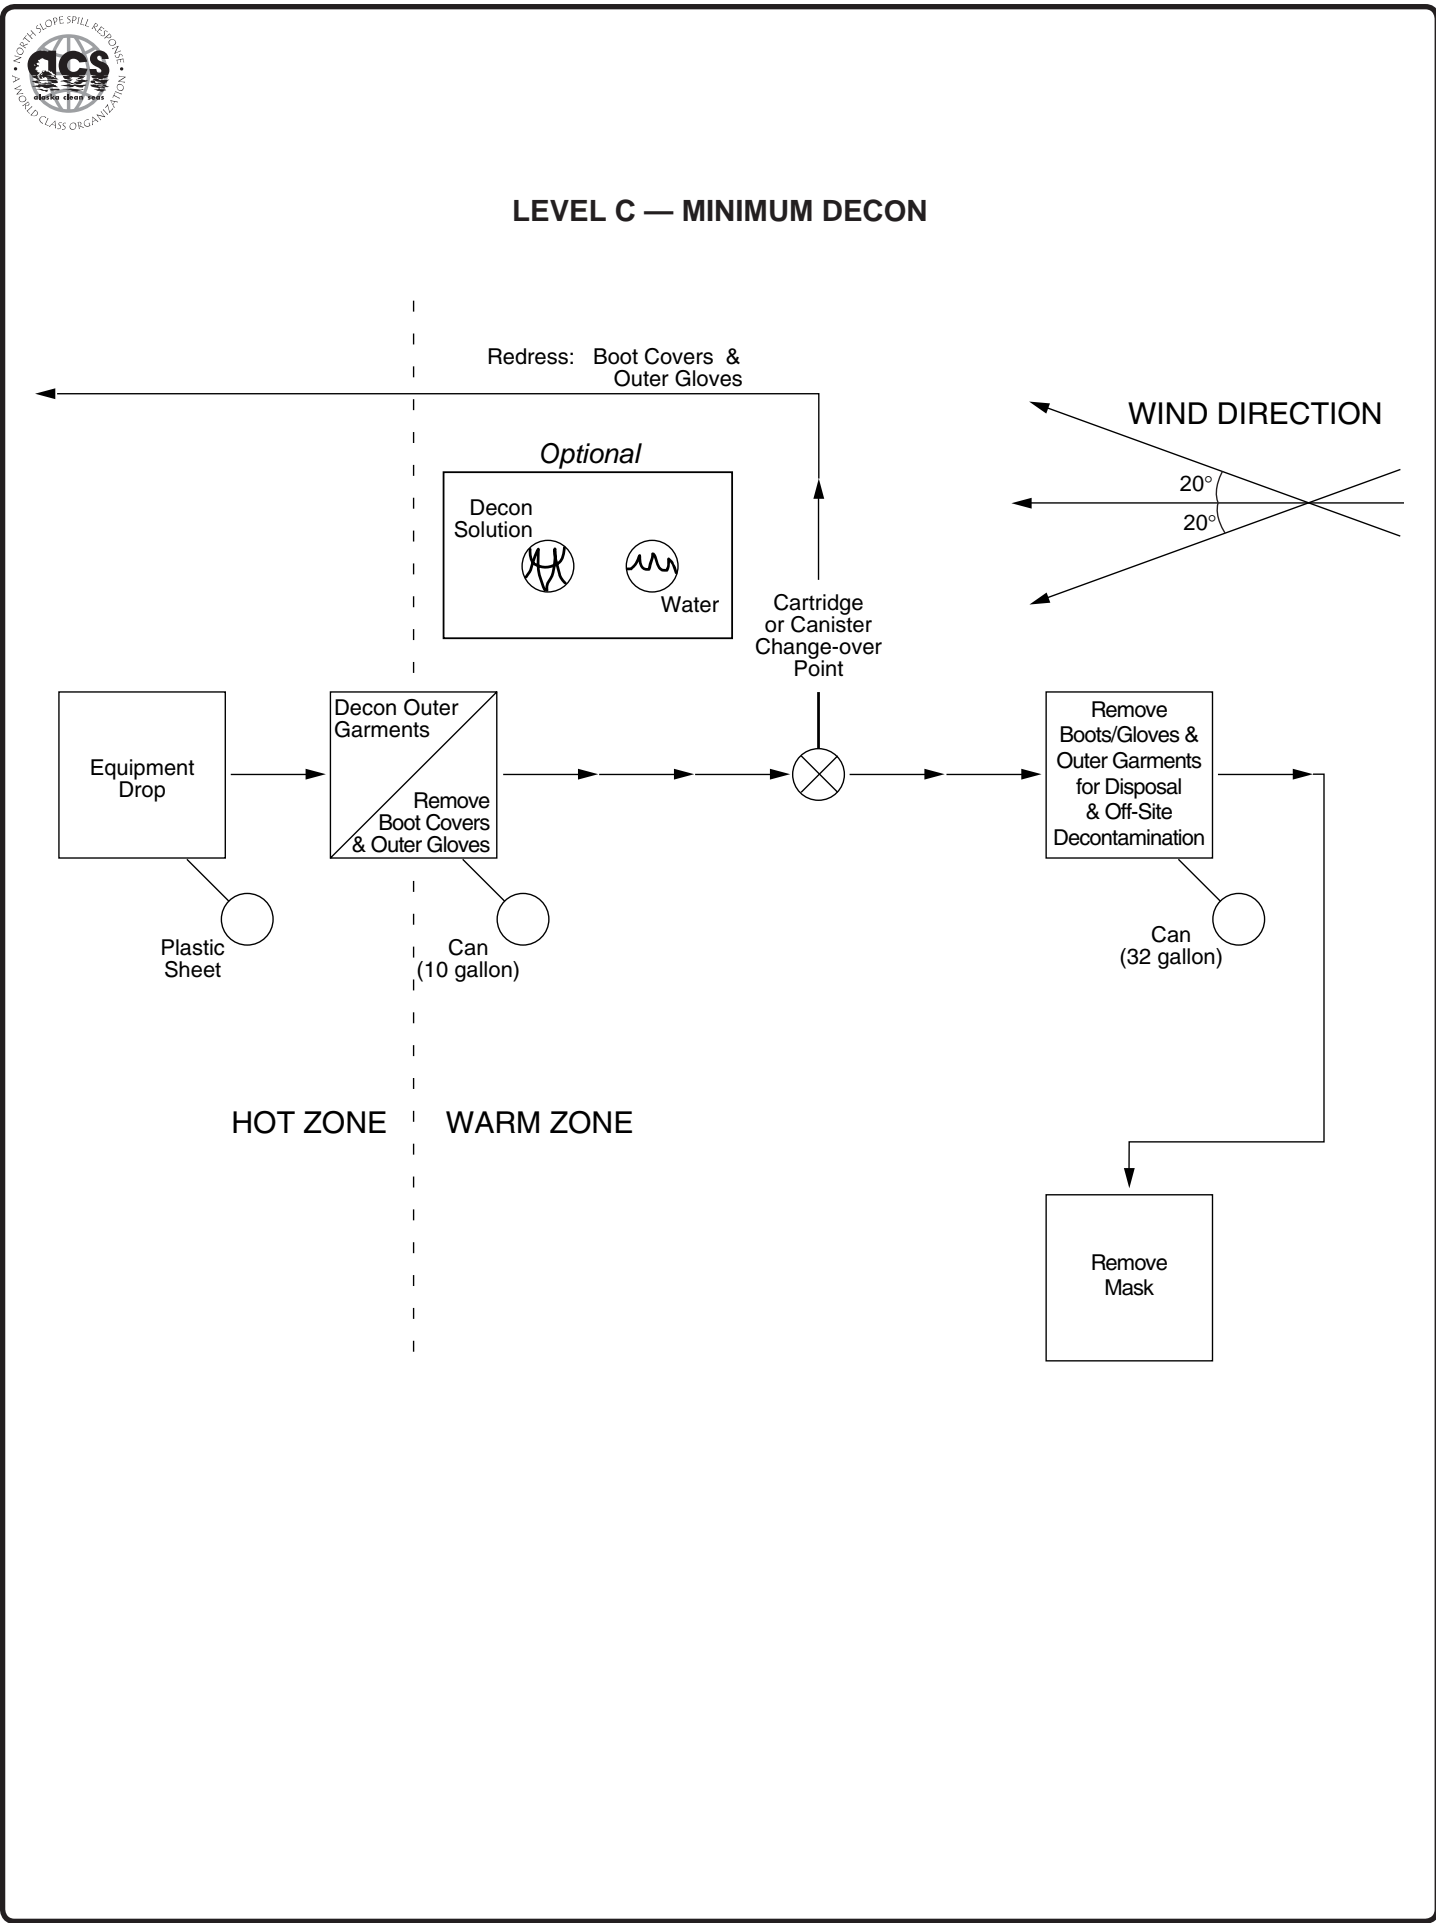 NORTH SLOPE SPILL RESPONSE
acs
alaska clean seas
A WORLD CLASS ORGANIZATION
LEVEL C — MINIMUM DECON
Redress: Boot Covers &
Outer Gloves
WIND DIRECTION
20°
20°
Optional
Decon
Solution
Water
Cartridge
or Canister
Change-over
Point
Equipment
Drop
Decon Outer
Garments
Remove
Boot Covers
& Outer Gloves
Remove
Boots/Gloves &
Outer Garments
for Disposal
& Off-Site
Decontamination
Plastic
Sheet
Can
(10 gallon)
Can
(32 gallon)
HOT ZONE
WARM ZONE
Remove
Mask